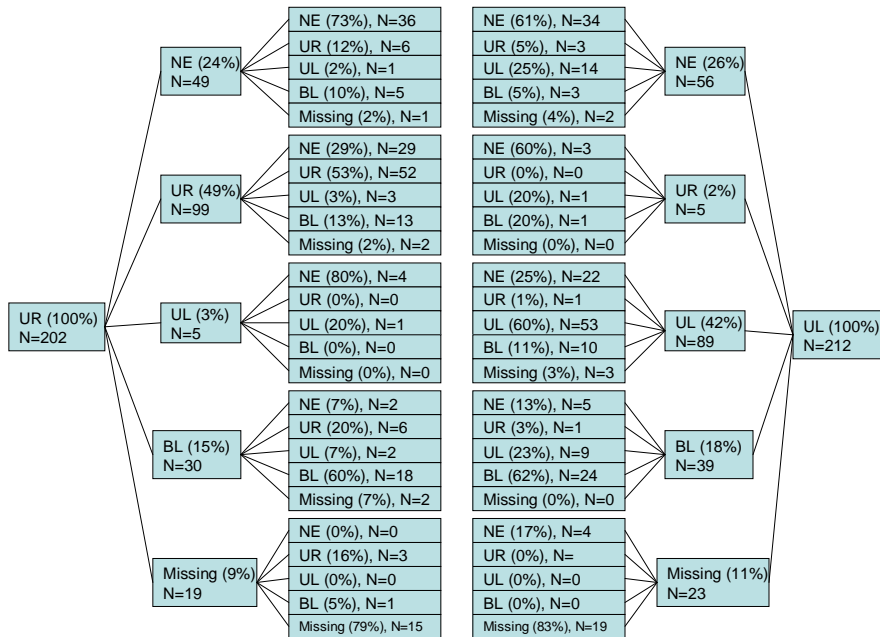 UR (100%)
N=202
NE (24%)
N=49
UR (49%)
N=99
UL (3%)
N=5
BL (15%)
N=30
Missing (9%)
N=19
NE (73%), N=36
UR (12%), N=6
UL (2%), N=1
BL (10%), N=5
Missing (2%), N=1
NE (29%), N=29
UR (53%), N=52
UL (3%), N=3
BL (13%), N=13
Missing (2%), N=2
NE (80%), N=4
UR (0%), N=0
UL (20%), N=1
BL (0%), N=0
Missing (0%), N=0
NE (7%), N=2
UR (20%), N=6
UL (7%), N=2
BL (60%), N=18
Missing (7%), N=2
NE (0%), N=0
UR (16%), N=3
UL (0%), N=0
BL (5%), N=1
Missing (79%), N=15
NE (61%), N=34
UR (5%), N=3
UL (25%), N=14
BL (5%), N=3
Missing (4%), N=2
NE (60%), N=3
UR (0%), N=0
UL (20%), N=1
BL (20%), N=1
Missing (0%), N=0
NE (25%), N=22
UR (1%), N=1
UL (60%), N=53
BL (11%), N=10
Missing (3%), N=3
NE (13%), N=5
UR (3%), N=1
UL (23%), N=9
BL (62%), N=24
Missing (0%), N=0
NE (17%), N=4
UR (0%), N=
UL (0%), N=0
BL (0%), N=0
Missing (83%), N=19
NE (26%)
N=56
UR (2%)
N=5
UL (42%)
N=89
BL (18%)
N=39
Missing (11%)
N=23
UL (100%)
N=212